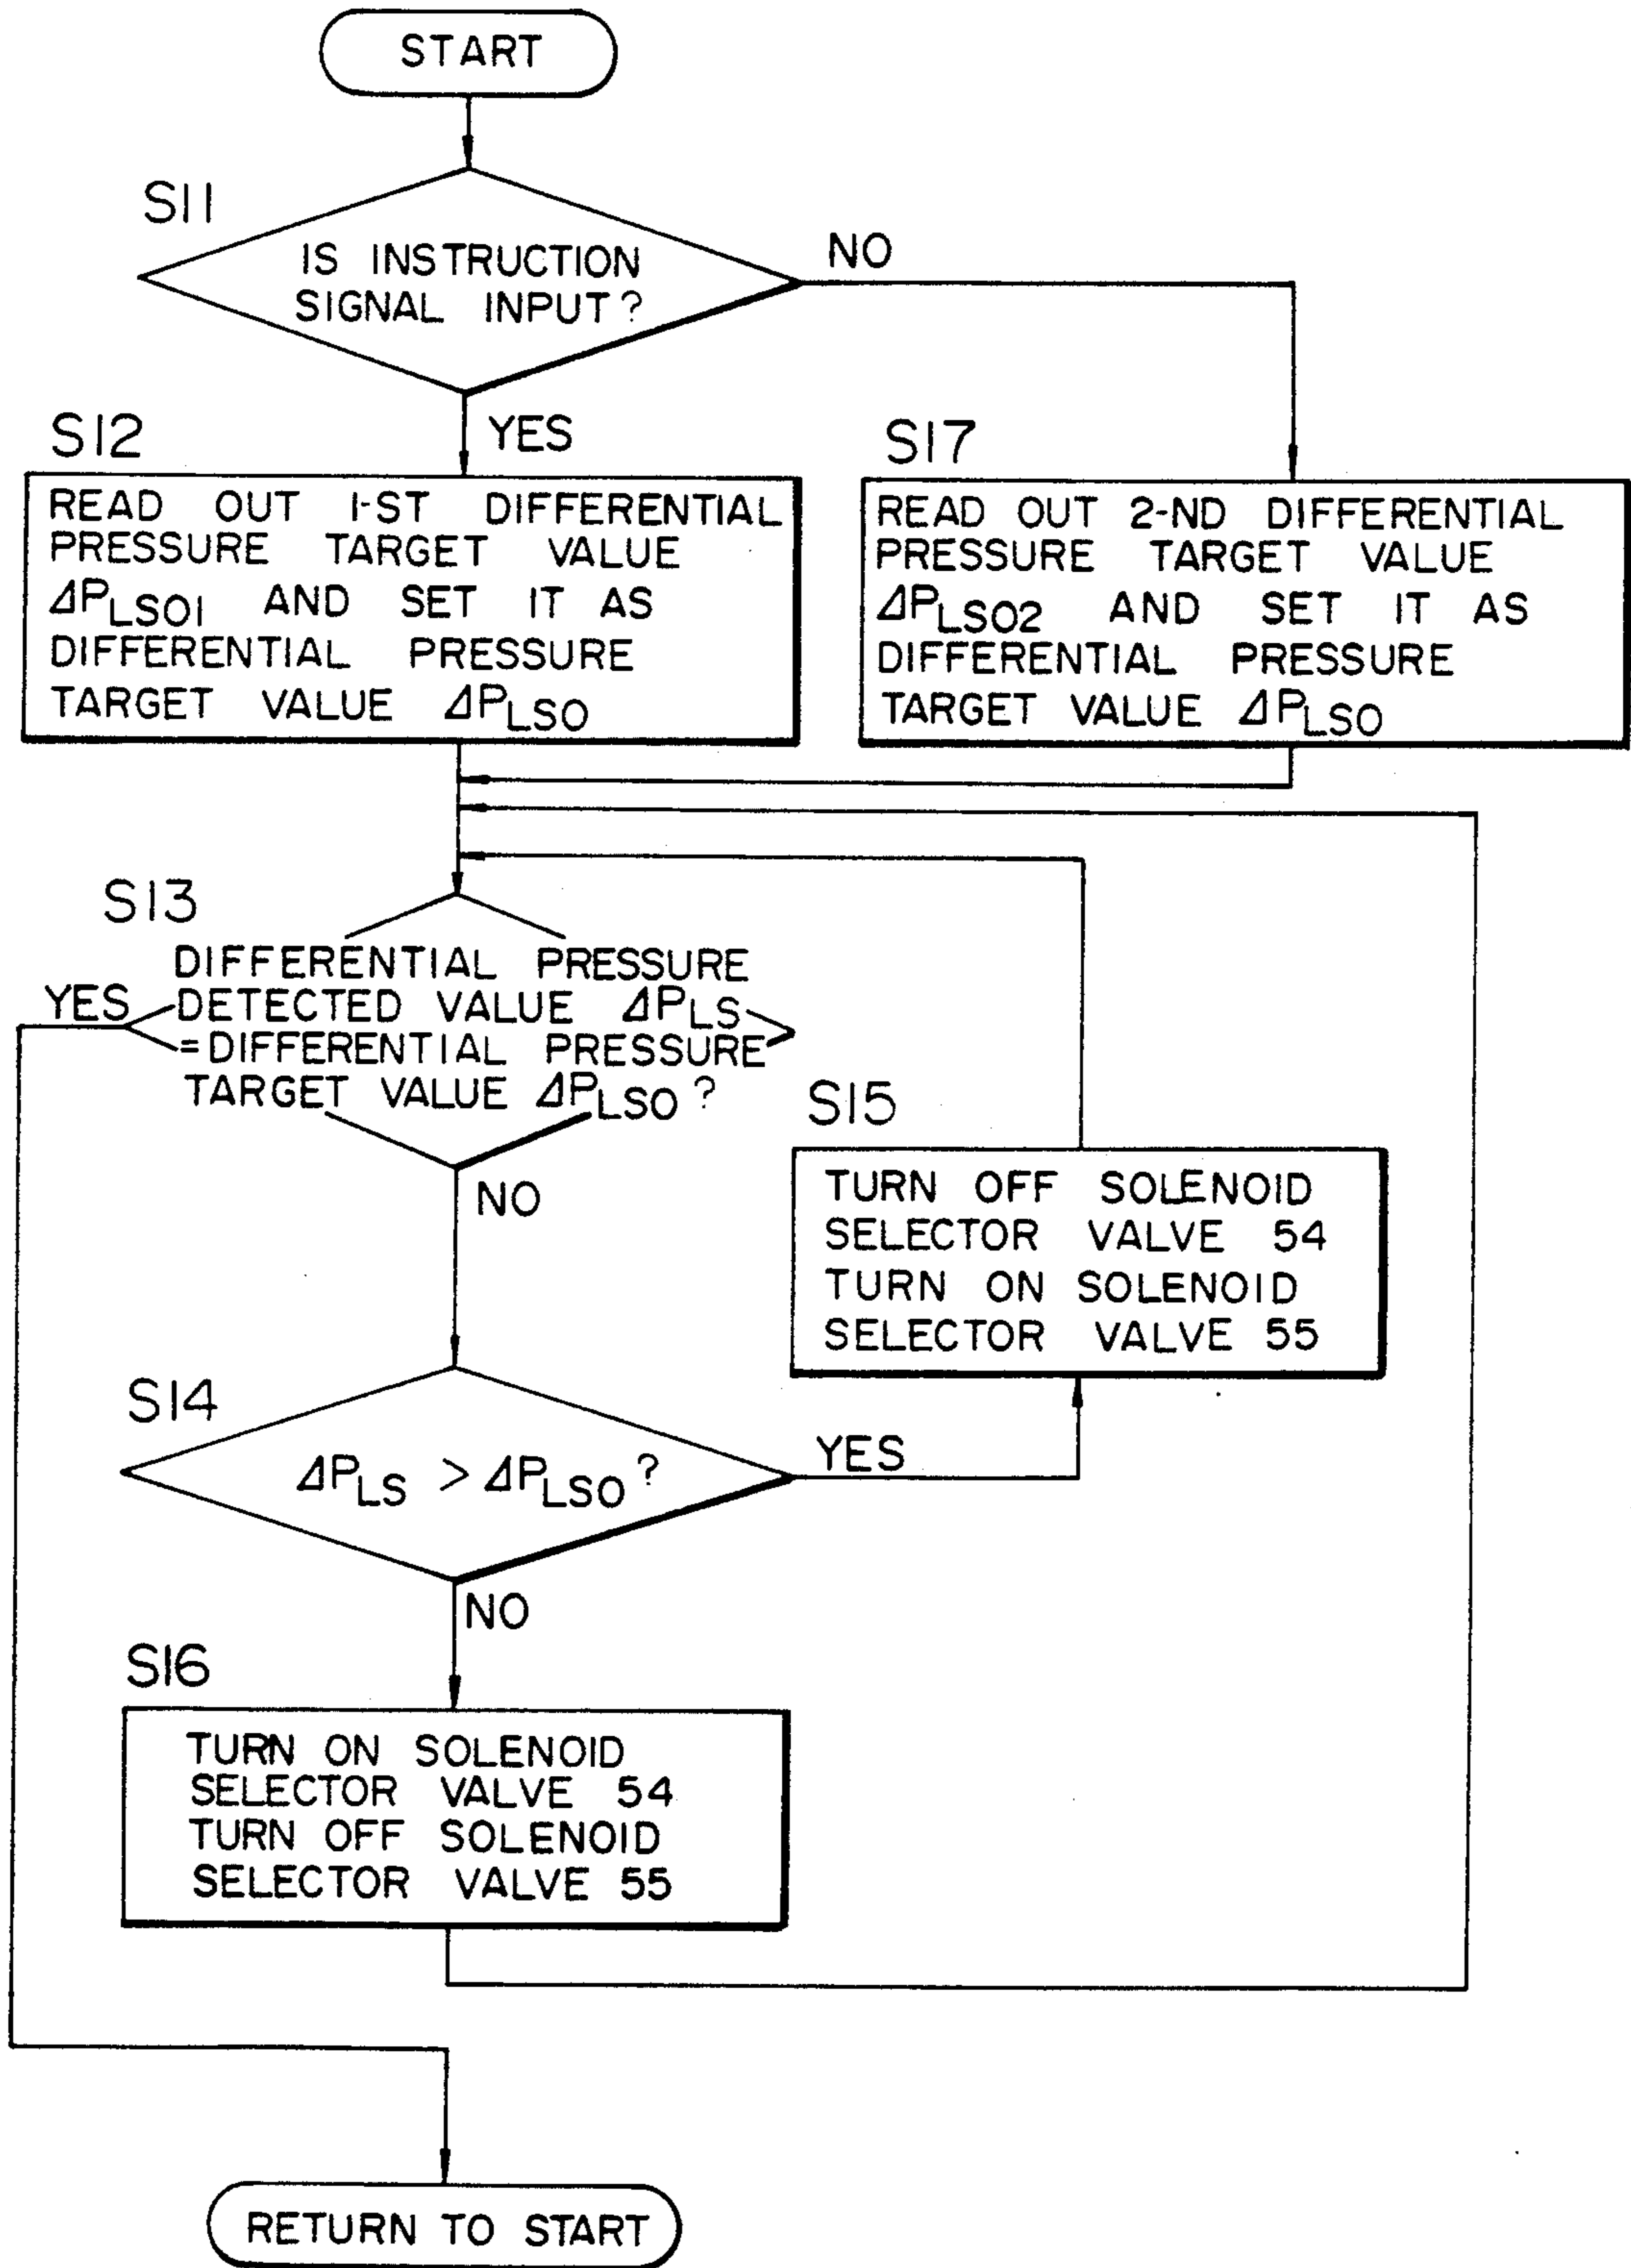 START
S11
IS INSTRUCTION
SIGNAL INPUT?
NO
YES
S12
READ OUT 1-ST DIFFERENTIAL
PRESSURE TARGET VALUE
ΔPLSO1 AND SET IT AS
DIFFERENTIAL PRESSURE
TARGET VALUE ΔPLSO
S17
READ OUT 2-ND DIFFERENTIAL
PRESSURE TARGET VALUE
ΔPLSO2 AND SET IT AS
DIFFERENTIAL PRESSURE
TARGET VALUE ΔPLSO
S13
DIFFERENTIAL PRESSURE
DETECTED VALUE ΔPLS
=DIFFERENTIAL PRESSURE
TARGET VALUE ΔPLSO?
YES
NO
S15
TURN OFF SOLENOID
SELECTOR VALVE 54
TURN ON SOLENOID
SELECTOR VALVE 55
S14
ΔPLS > ΔPLSO?
YES
NO
S16
TURN ON SOLENOID
SELECTOR VALVE 54
TURN OFF SOLENOID
SELECTOR VALVE 55
RETURN TO START